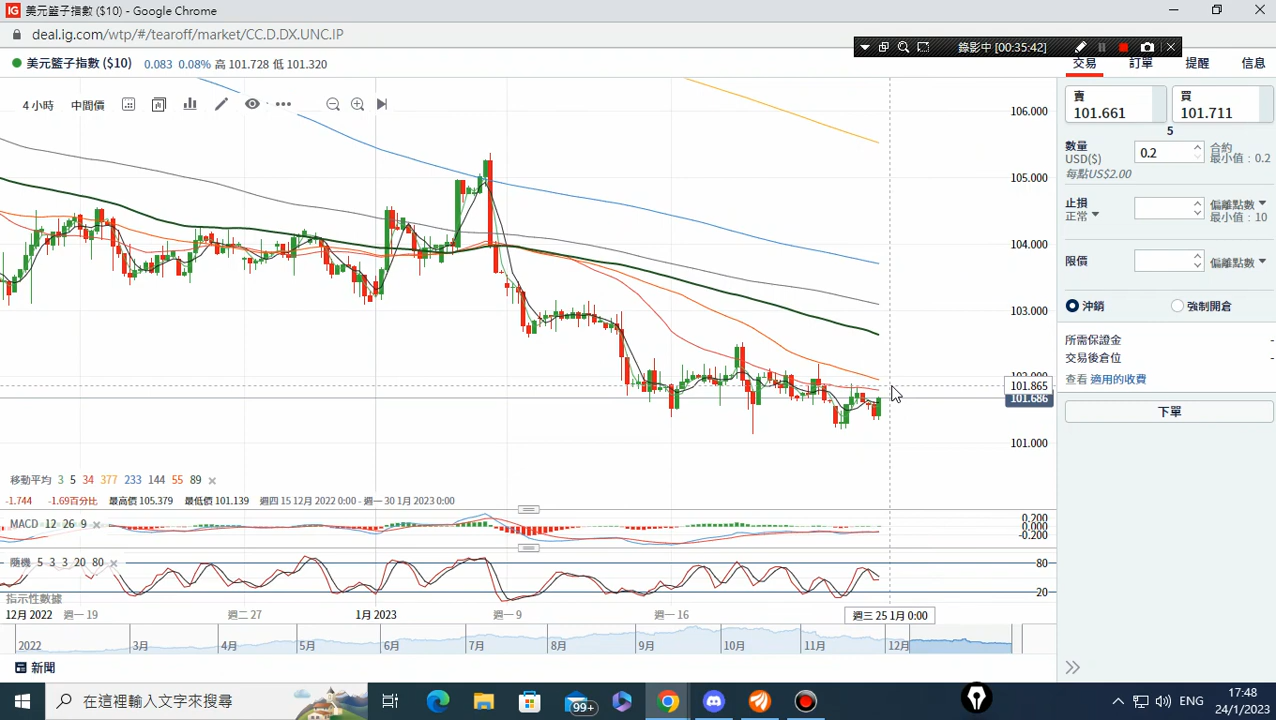 IG 美元籃子指數 ($10) - Google Chrome
deal.ig.com/wtp/#/tearoff/market/CC.D.DX.UNC.IP
錄影中 [00:35:42]
美元籃子指數 ($10) 0.083 0.08% 高 101.728 低 101.320
交易 訂單 提醒 信息
4 小時 中間價
賣 101.661
買 101.711
5
數量
USD($)
0.2
合約
最小值 : 0.2
每點US$2.00
止損
正常
偏離點數
最小值 : 10
限價
偏離點數
沖銷 強制開倉
所需保證金 -
交易後倉位 -
查看 適用的收費
下單
106.000
105.000
104.000
103.000
102.000
101.865
101.686
101.000
移動平均 3 5 34 377 233 144 55 89
-1.744 -1.69百分比 最高價 105.379 最低價 101.139 週四 15 12月 2022 0:00 - 週一 30 1月 2023 0:00
MACD 12 26 9
0.200
0.000
-0.200
隨機 5 3 3 20 80
80
20
指示性數據
12月 2022 週一 19 週二 27 1月 2023 週一 9 週一 16 週三 25 1月 0:00
2022 3月 4月 5月 6月 7月 8月 9月 10月 11月 12月
新聞
在這裡輸入文字來搜尋
99+
ENG
17:48
24/1/2023